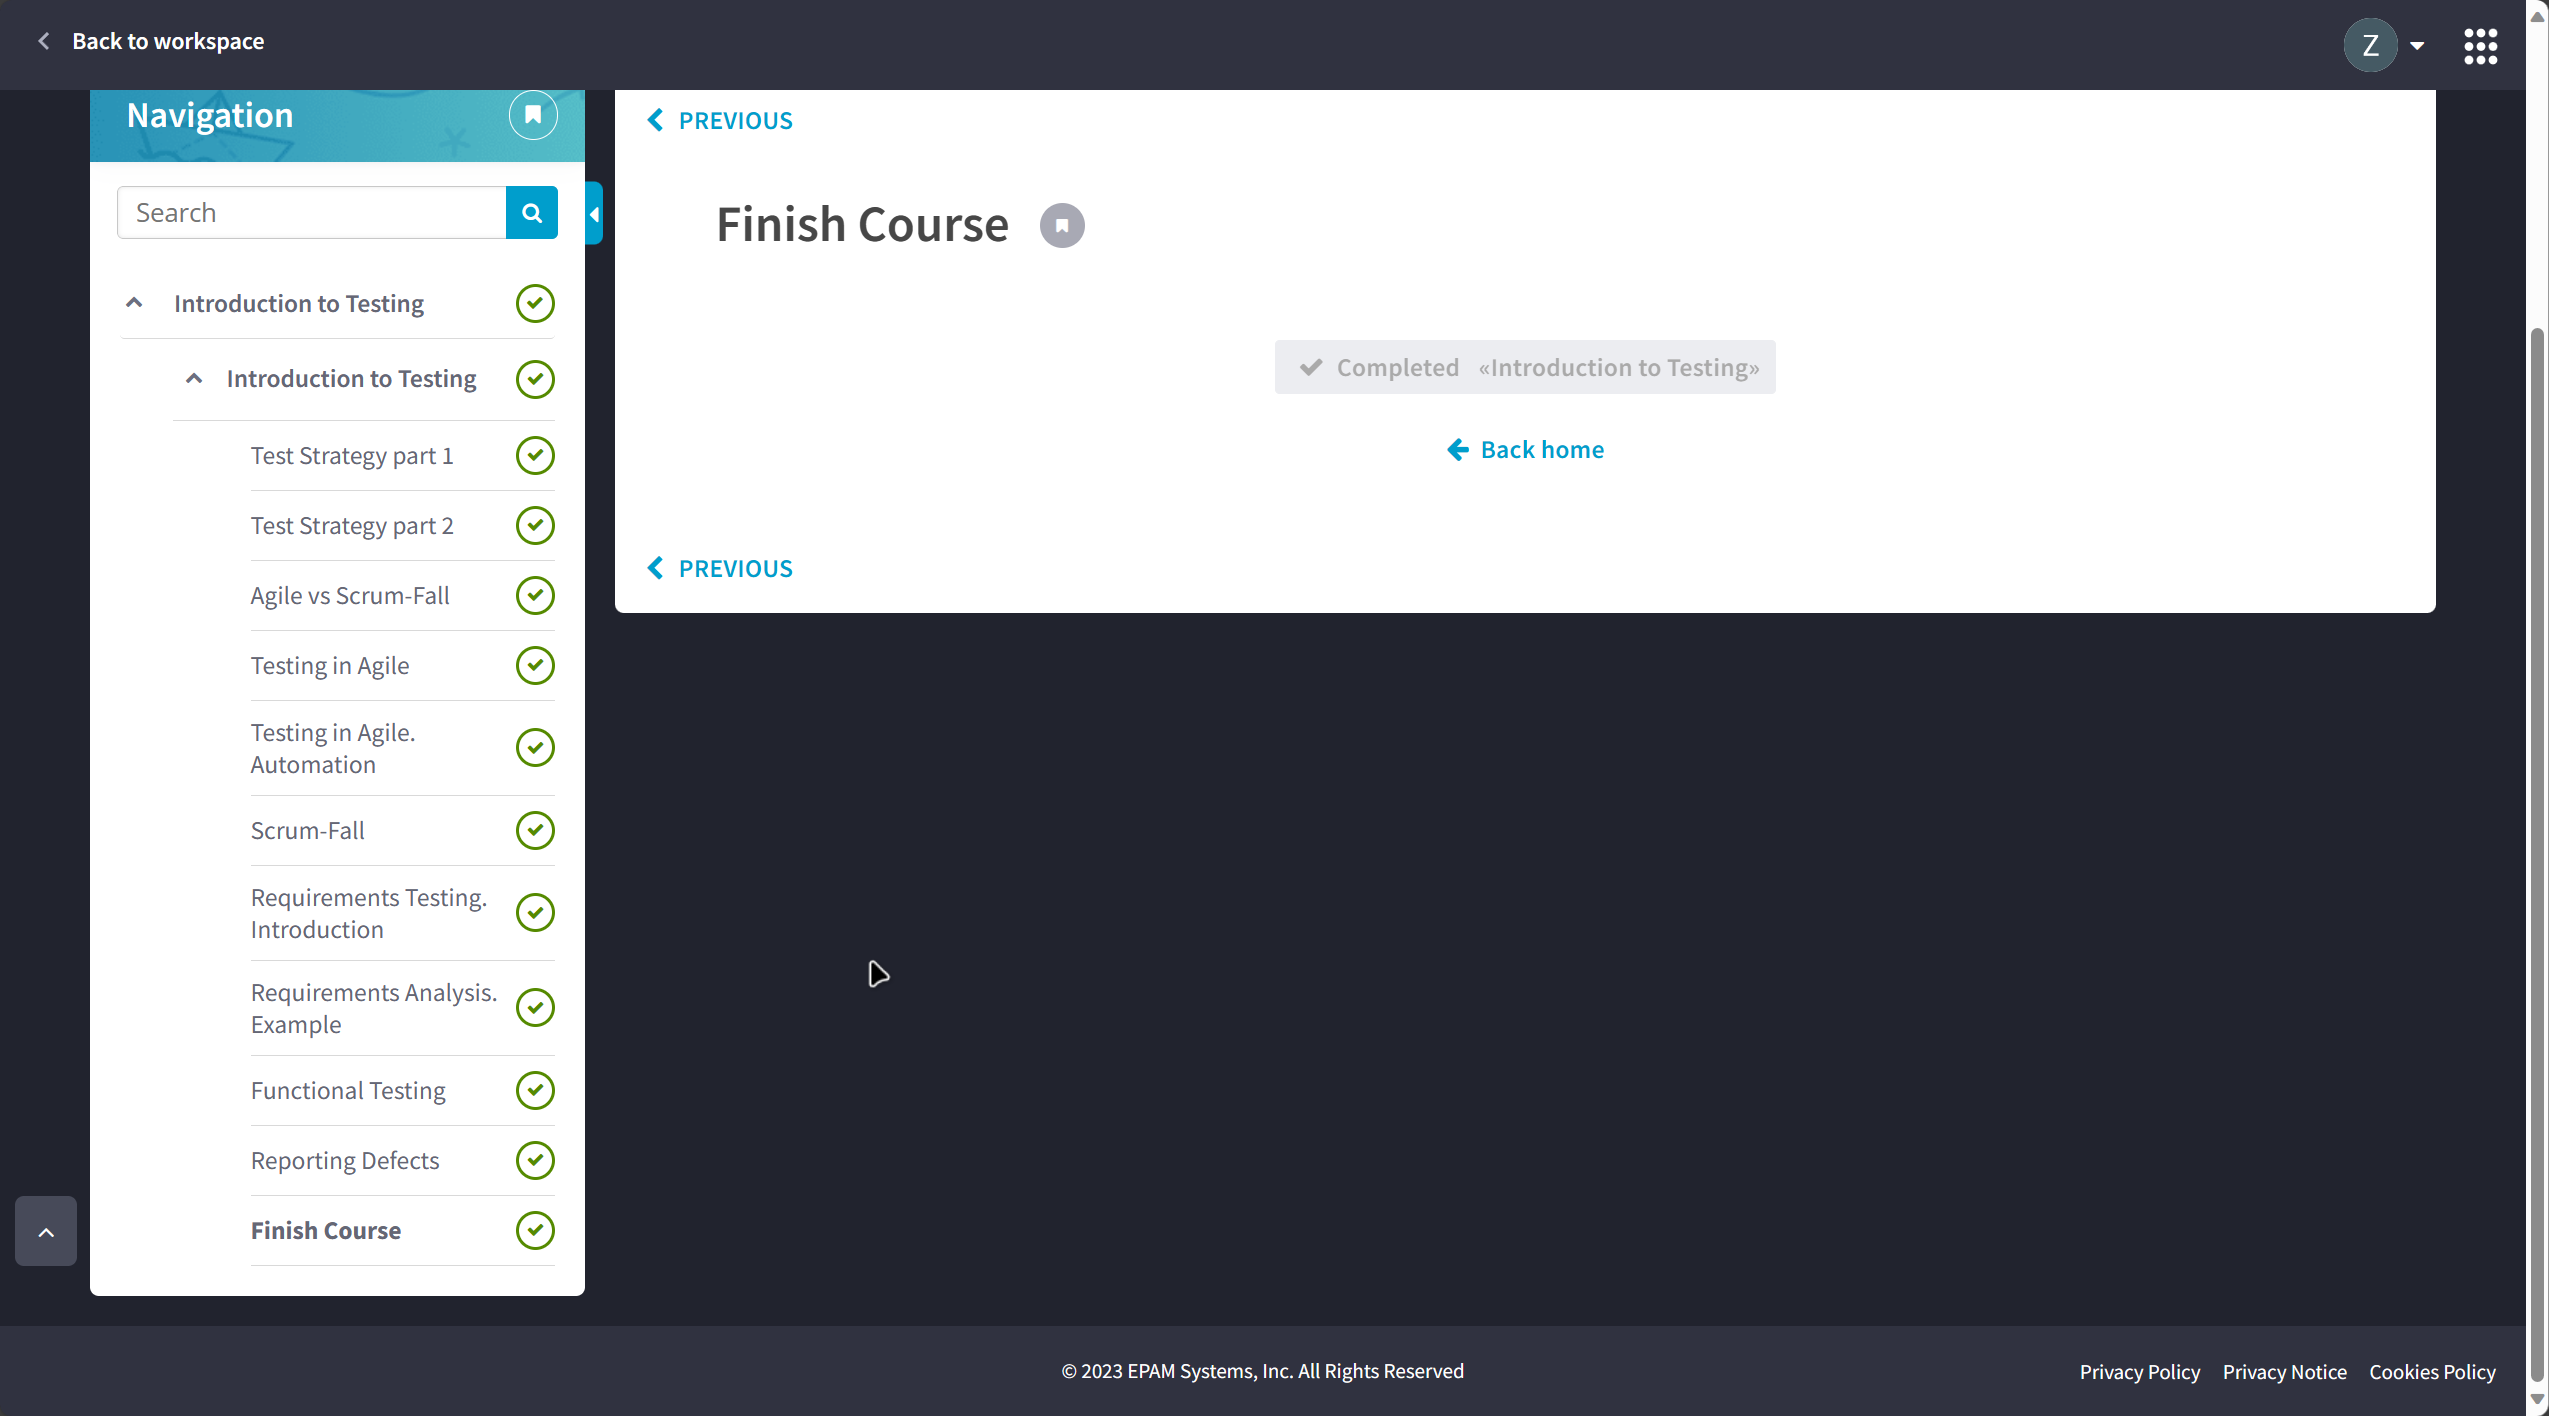 Back to workspace
Z
Navigation
Search
Introduction to Testing
Introduction to Testing
Test Strategy part 1
Test Strategy part 2
Agile vs Scrum-Fall
Testing in Agile
Testing in Agile.
Automation
Scrum-Fall
Requirements Testing.
Introduction
Requirements Analysis.
Example
Functional Testing
Reporting Defects
Finish Course
PREVIOUS
Finish Course
Completed «Introduction to Testing»
Back home
PREVIOUS
© 2023 EPAM Systems, Inc. All Rights Reserved
Privacy Policy Privacy Notice Cookies Policy